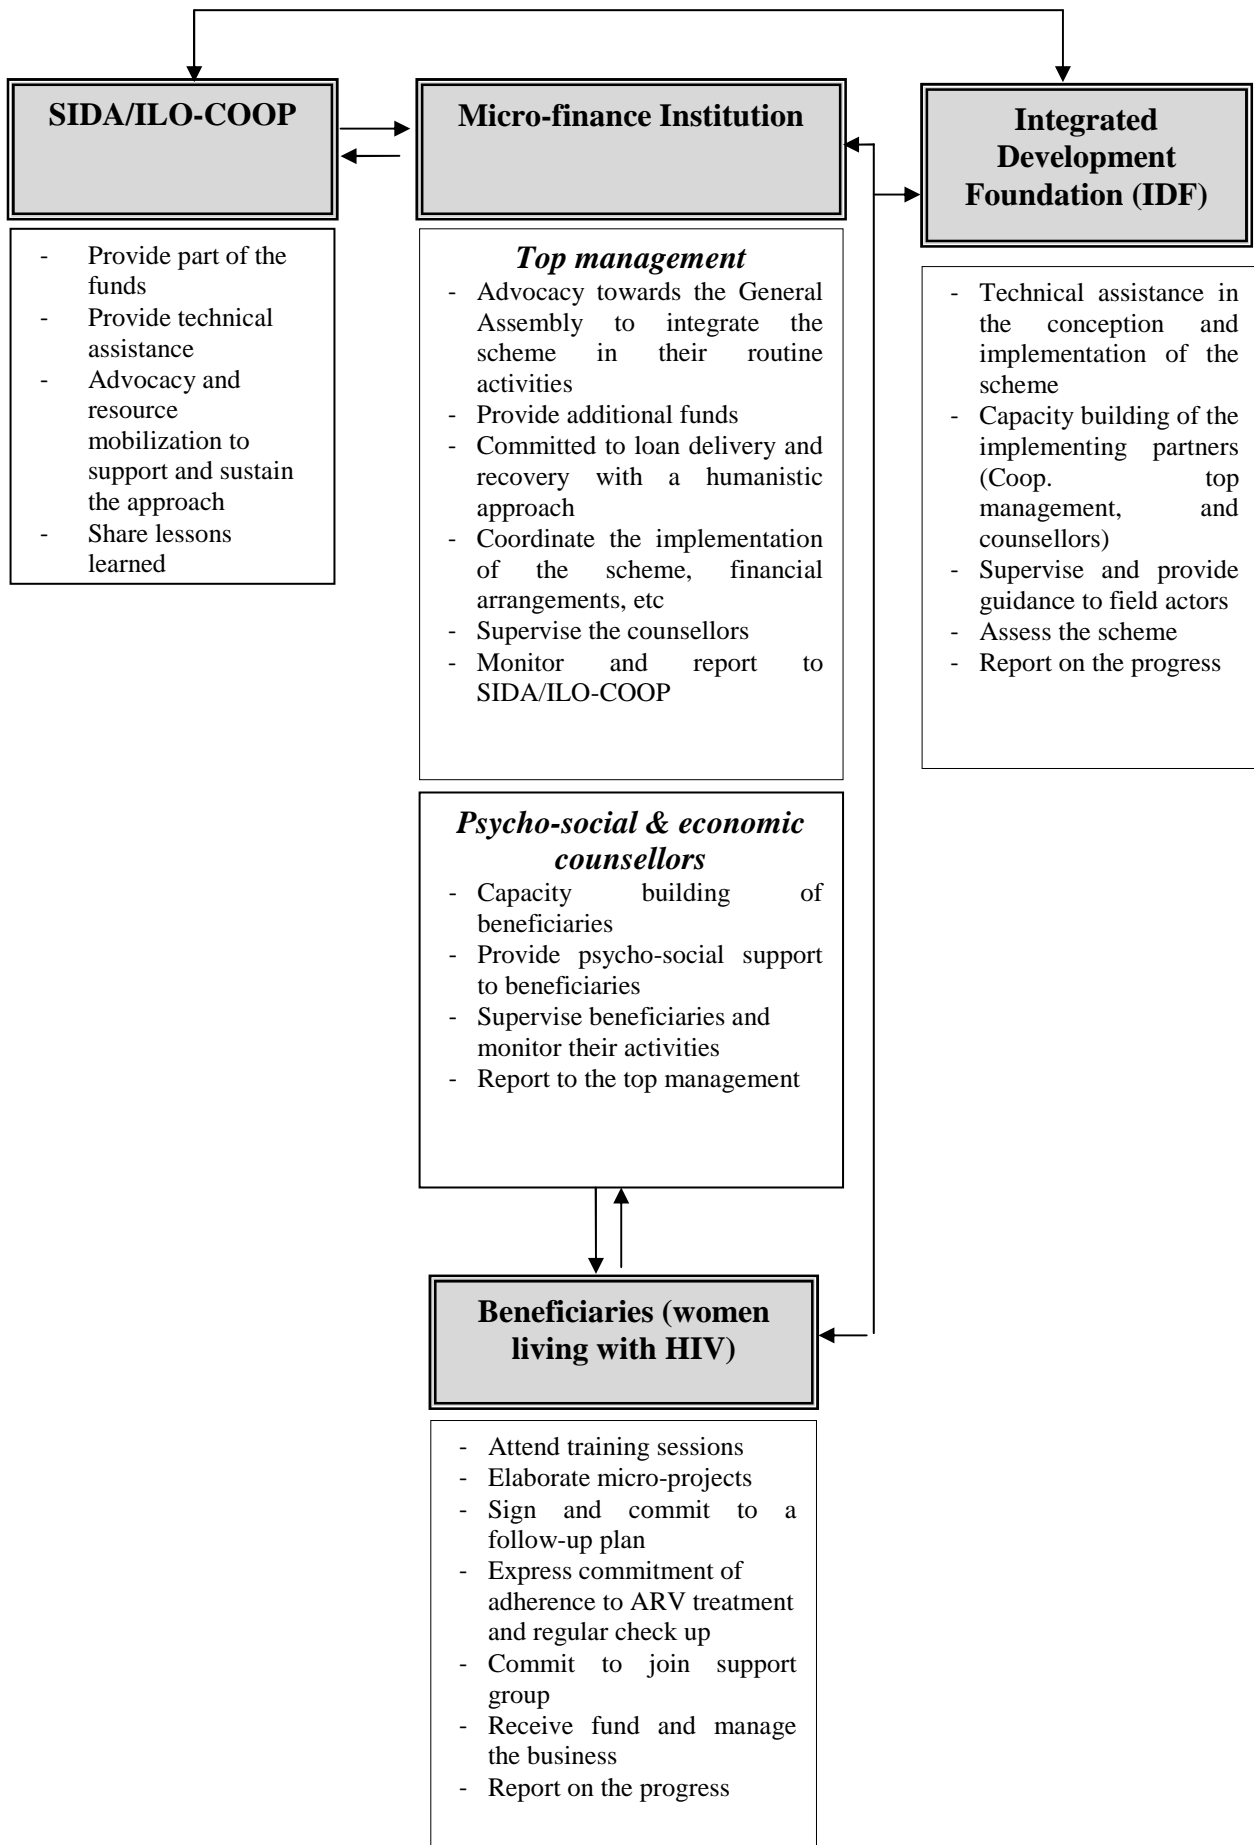 SIDA/ILO-COOP
- Provide part of the
funds
- Provide technical
assistance
- Advocacy and
resource
mobilization to
support and sustain
the approach
- Share lessons
learned
Micro-finance Institution
Top management
- Advocacy towards the General
Assembly to integrate the
scheme in their routine
activities
- Provide additional funds
- Committed to loan delivery and
recovery with a humanistic
approach
- Coordinate the implementation
of the scheme, financial
arrangements, etc
- Supervise the counsellors
- Monitor and report to
SIDA/ILO-COOP
Psycho-social & economic
counsellors
- Capacity building of
beneficiaries
- Provide psycho-social support
to beneficiaries
- Supervise beneficiaries and
monitor their activities
- Report to the top management
Integrated
Development
Foundation (IDF)
- Technical assistance in
the conception and
implementation of the
scheme
- Capacity building of the
implementing partners
(Coop. top
management, and
counsellors)
- Supervise and provide
guidance to field actors
- Assess the scheme
- Report on the progress
Beneficiaries (women
living with HIV)
- Attend training sessions
- Elaborate micro-projects
- Sign and commit to a
follow-up plan
- Express commitment of
adherence to ARV treatment
and regular check up
- Commit to join support
group
- Receive fund and manage
the business
- Report on the progress